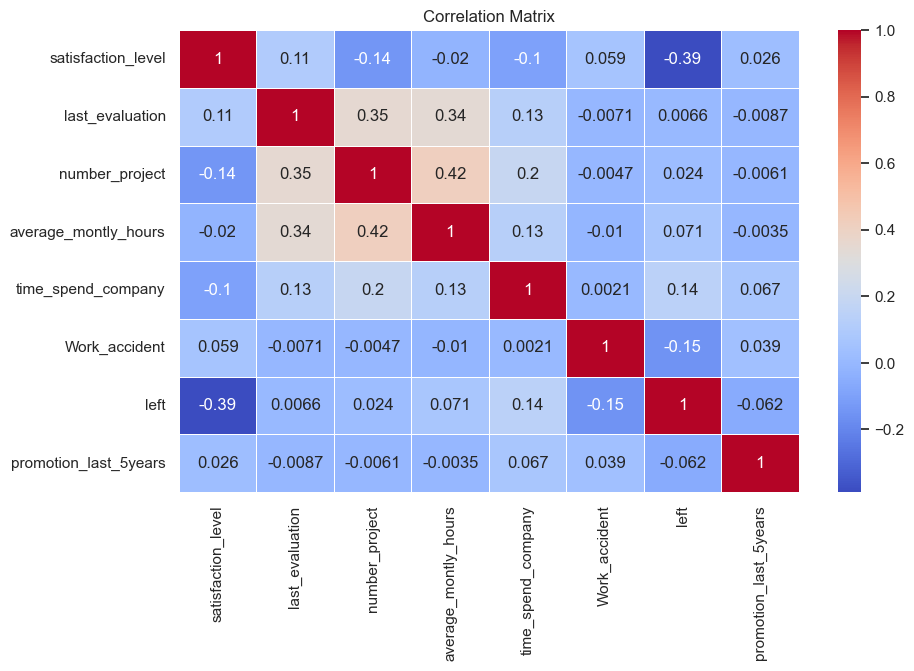 Correlation Matrix
satisfaction_level 1 0.11 -0.14 -0.02 -0.1 0.059 -0.39 0.026
last_evaluation 0.11 1 0.35 0.34 0.13 -0.0071 0.0066 -0.0087
number_project -0.14 0.35 1 0.42 0.2 -0.0047 0.024 -0.0061
average_montly_hours -0.02 0.34 0.42 1 0.13 -0.01 0.071 -0.0035
time_spend_company -0.1 0.13 0.2 0.13 1 0.0021 0.14 0.067
Work_accident 0.059 -0.0071 -0.0047 -0.01 0.0021 1 -0.15 0.039
left -0.39 0.0066 0.024 0.071 0.14 -0.15 1 -0.062
promotion_last_5years 0.026 -0.0087 -0.0061 -0.0035 0.067 0.039 -0.062 1
satisfaction_level
last_evaluation
number_project
average_montly_hours
time_spend_company
Work_accident
left
promotion_last_5years
1.0
0.8
0.6
0.4
0.2
0.0
−0.2